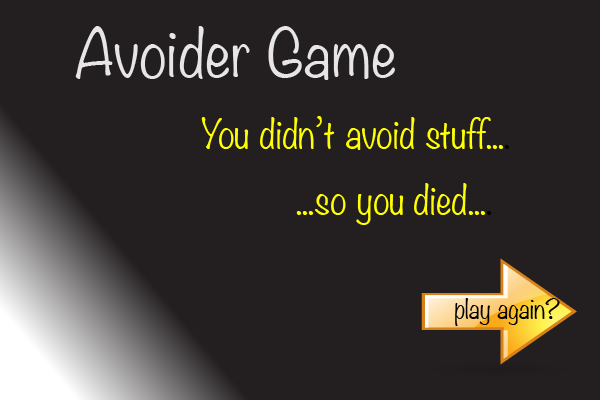 Avoider Game
You didn’t avoid stuff....
...so you died....
play again?